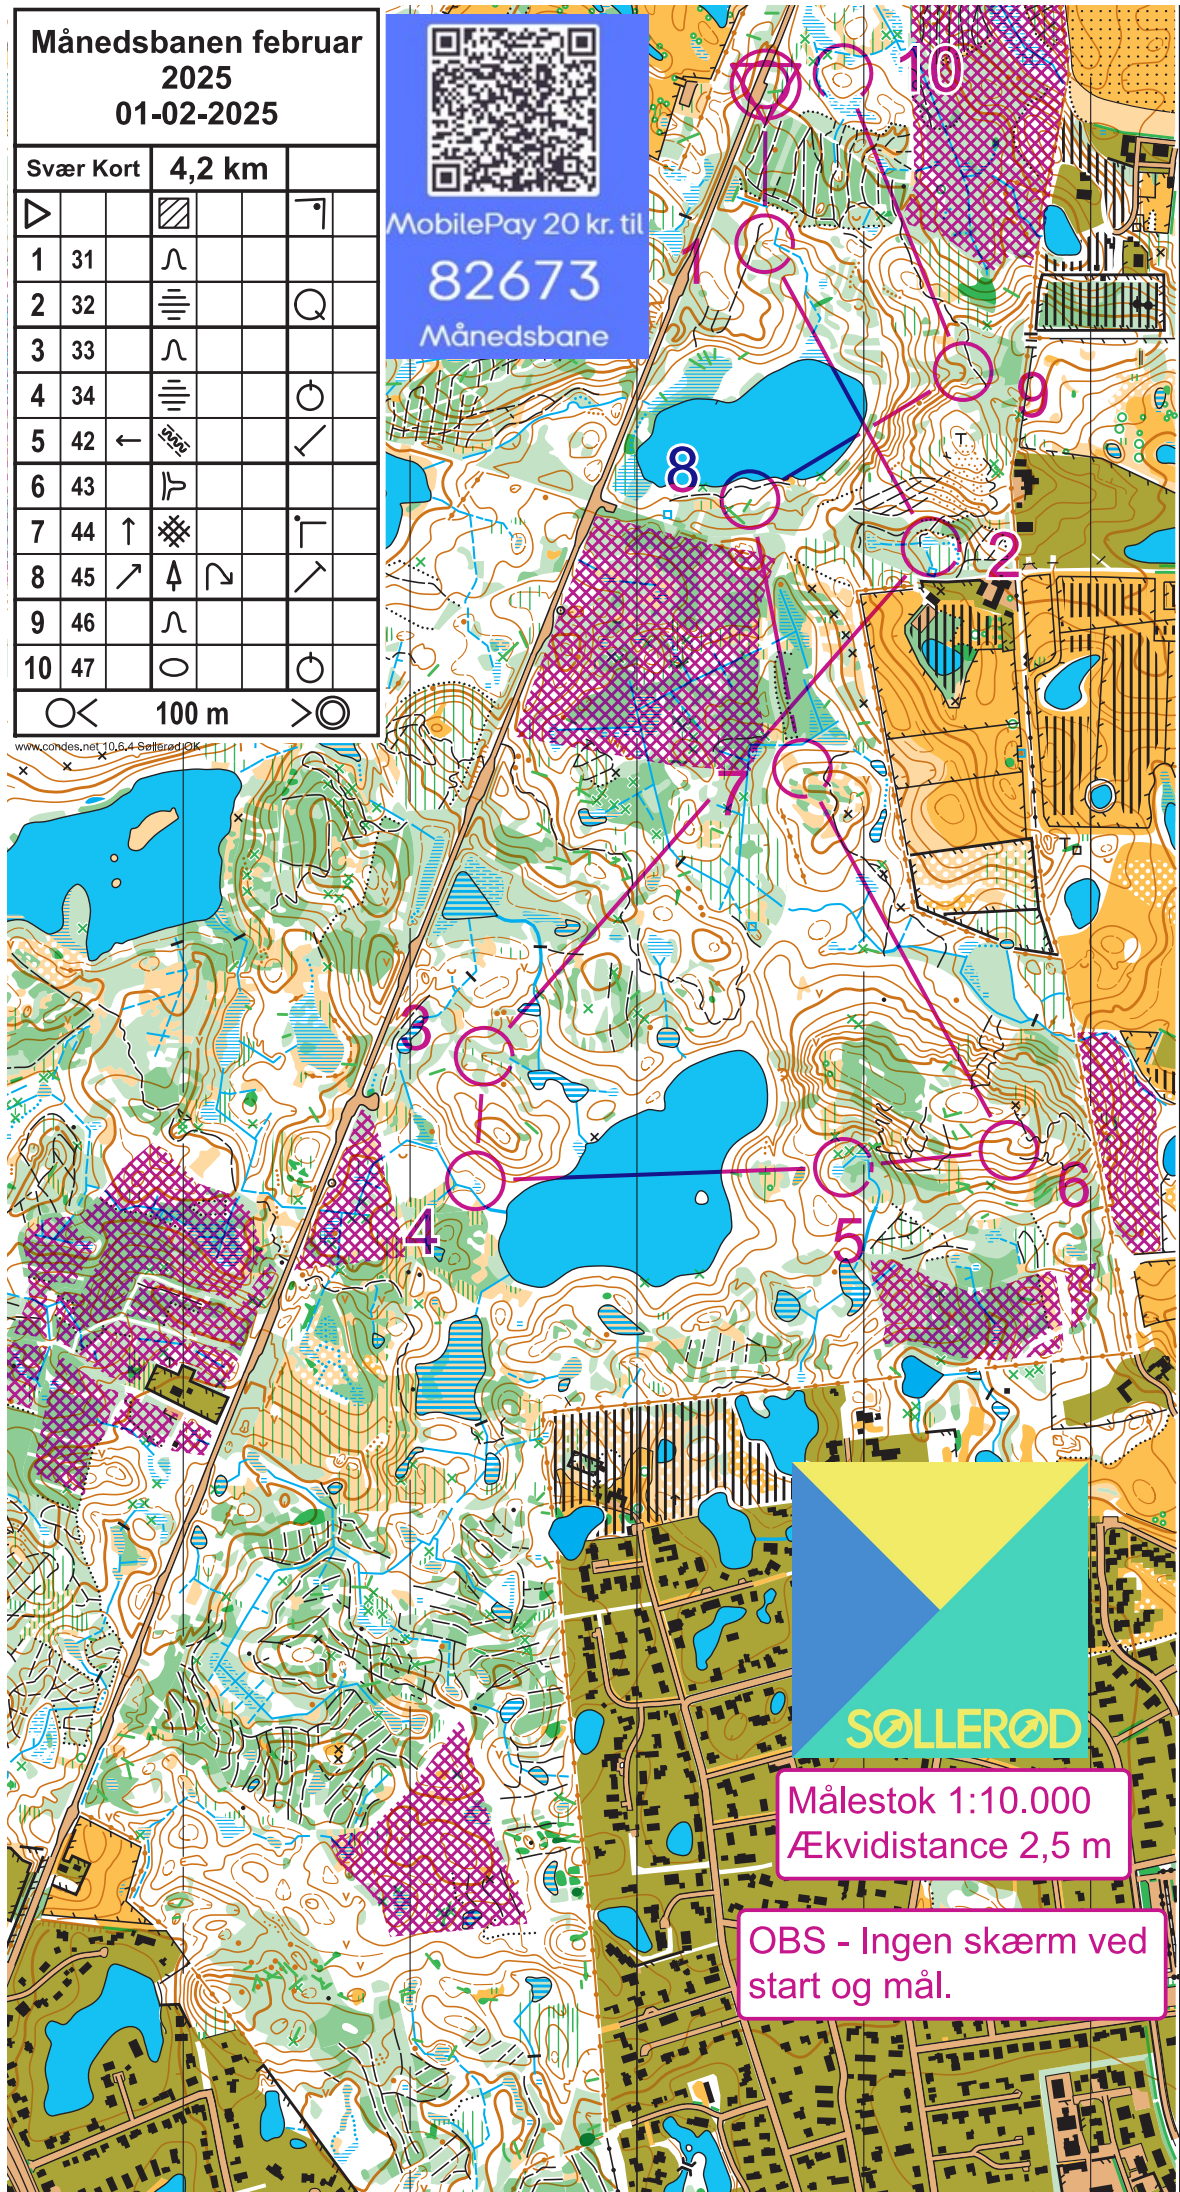 Månedsbanen februar
2025
01-02-2025
Svær Kort 4,2 km
1 31
2 32
3 33
4 34
5 42
6 43
7 44
8 45
9 46
10 47
100 m
www.condes.net 10.6.4 Søllerød OK
MobilePay 20 kr. til
82673
Månedsbane
10
1
9
8
2
7
3
6
4
5
SØLLERØD
Målestok 1:10.000
Ækvidistance 2,5 m
OBS - Ingen skærm ved
start og mål.